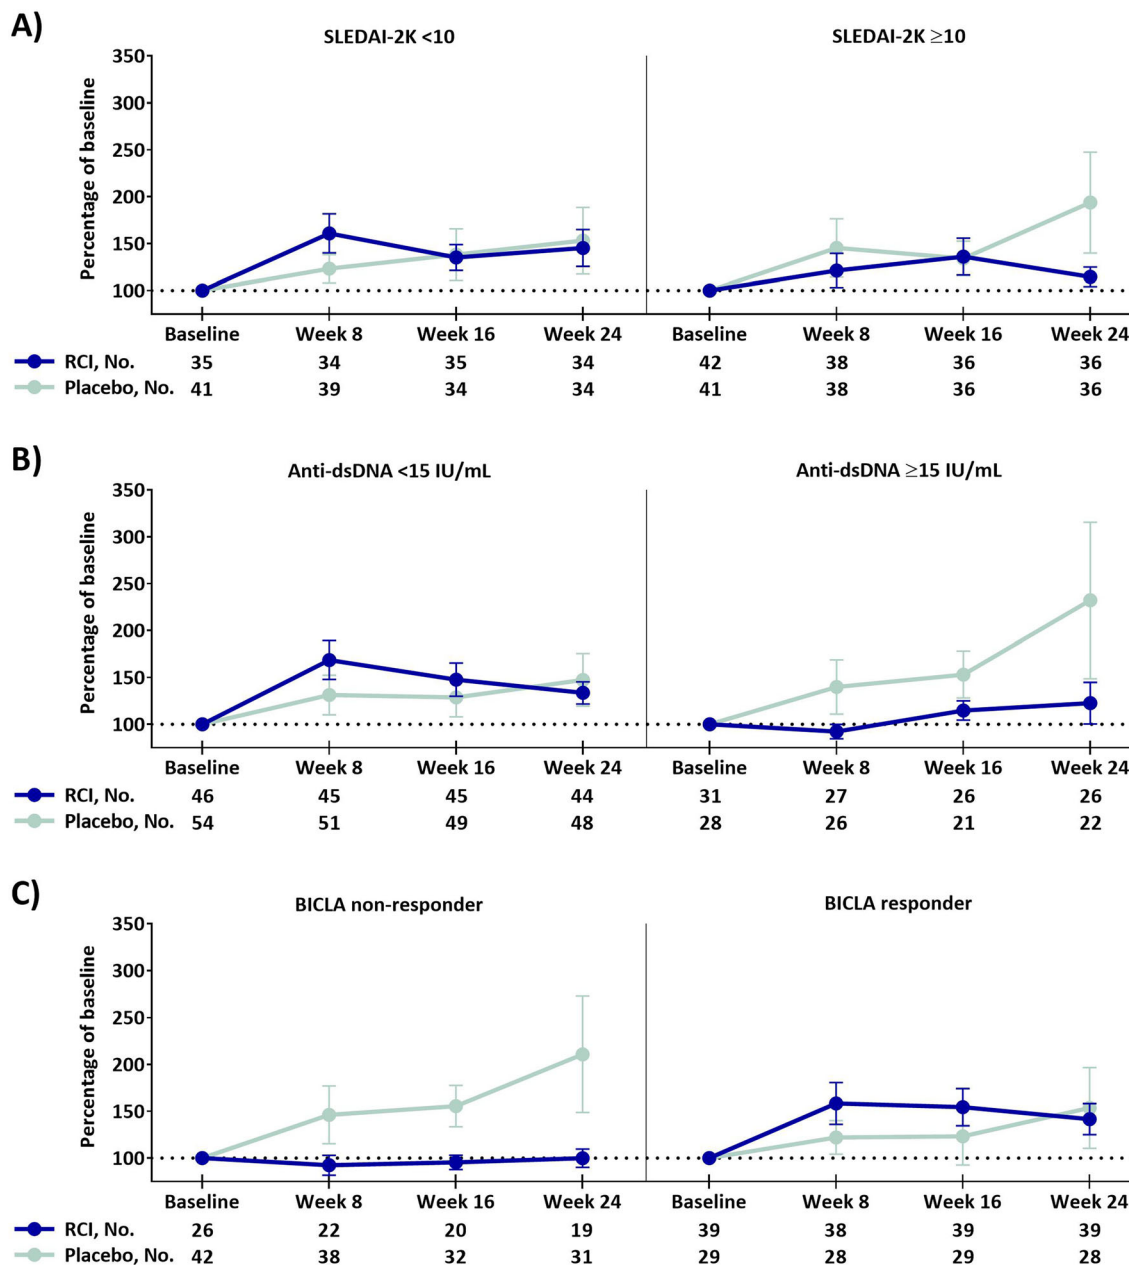 A)
SLEDAI-2K <10 SLEDAI-2K ≥10
Percentage of baseline
350
300
250
200
150
100
Baseline Week 8 Week 16 Week 24 Baseline Week 8 Week 16 Week 24
RCI, No. 35 34 35 34 42 38 36 36
Placebo, No. 41 39 34 34 41 38 36 36
B)
Anti-dsDNA <15 IU/mL Anti-dsDNA ≥15 IU/mL
Percentage of baseline
350
300
250
200
150
100
Baseline Week 8 Week 16 Week 24 Baseline Week 8 Week 16 Week 24
RCI, No. 46 45 45 44 31 27 26 26
Placebo, No. 54 51 49 48 28 26 21 22
C)
BICLA non-responder BICLA responder
Percentage of baseline
350
300
250
200
150
100
Baseline Week 8 Week 16 Week 24 Baseline Week 8 Week 16 Week 24
RCI, No. 26 22 20 19 39 38 39 39
Placebo, No. 42 38 32 31 29 28 29 28